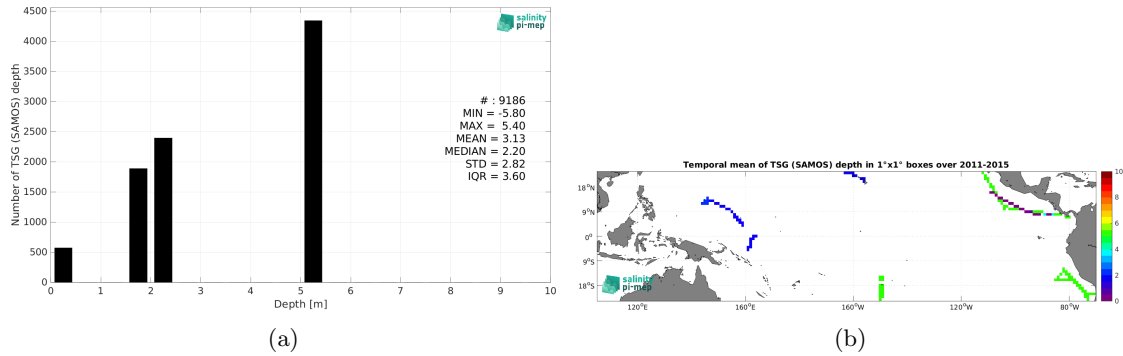 4500
4000
3500
3000
2500
2000
1500
1000
500
0
Number of TSG (SAMOS) depth
0 1 2 3 4 5 6 7 8 9 10
Depth [m]
salinity
pi-mep
# : 9186
MIN = -5.80
MAX = 5.40
MEAN = 3.13
MEDIAN = 2.20
STD = 2.82
IQR = 3.60
(a)
Temporal mean of TSG (SAMOS) depth in 1°x1° boxes over 2011-2015
18°N
9°N
0°
9°S
18°S
120°E 160°E 160°W 120°W 80°W
salinity
pi-mep
10
8
6
4
2
0
(b)